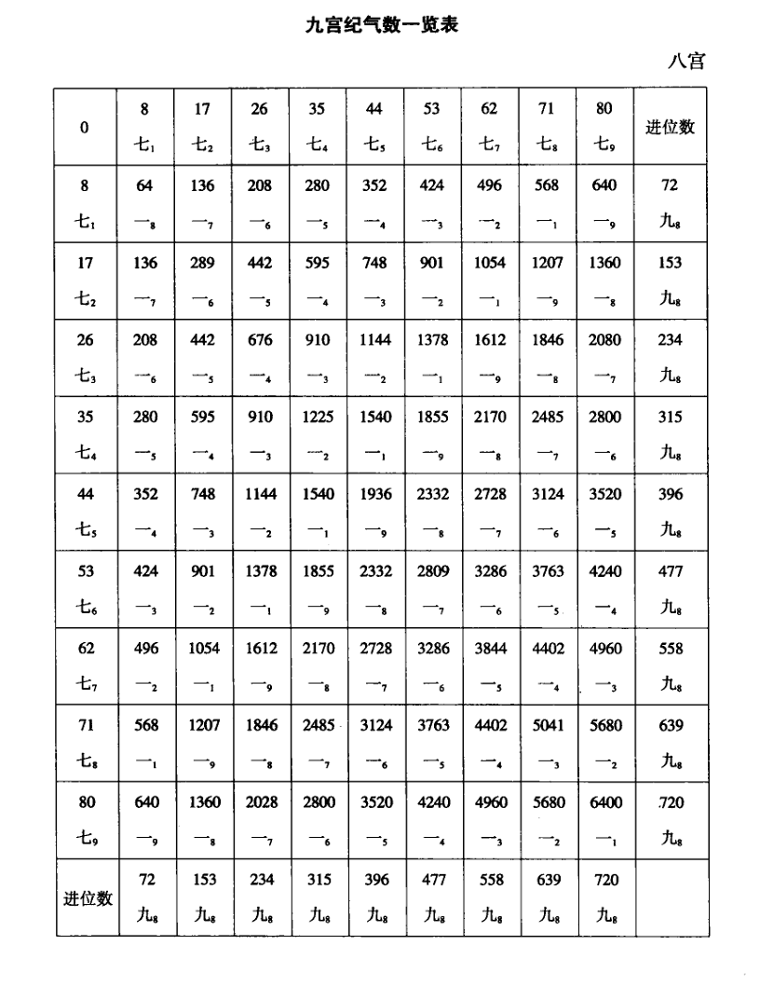 九宫纪气数一览表
八宫
0 8 17 26 35 44 53 62 71 80 进位数
七₁ 七₂ 七₃ 七₄ 七₅ 七₆ 七₇ 七₈ 七₉
8 64 136 208 280 352 424 496 568 640 72
七₁ 一₈ 一₇ 一₆ 一₅ 一₄ 一₃ 一₂ 一₁ 一₉ 九₈
17 136 289 442 595 748 901 1054 1207 1360 153
七₂ 一₇ 一₆ 一₅ 一₄ 一₃ 一₂ 一₁ 一₉ 一₈ 九₈
26 208 442 676 910 1144 1378 1612 1846 2080 234
七₃ 一₆ 一₅ 一₄ 一₃ 一₂ 一₁ 一₉ 一₈ 一₇ 九₈
35 280 595 910 1225 1540 1855 2170 2485 2800 315
七₄ 一₅ 一₄ 一₃ 一₂ 一₁ 一₉ 一₈ 一₇ 一₆ 九₈
44 352 748 1144 1540 1936 2332 2728 3124 3520 396
七₅ 一₄ 一₃ 一₂ 一₁ 一₉ 一₈ 一₇ 一₆ 一₅ 九₈
53 424 901 1378 1855 2332 2809 3286 3763 4240 477
七₆ 一₃ 一₂ 一₁ 一₉ 一₈ 一₇ 一₆ 一₅ 一₄ 九₈
62 496 1054 1612 2170 2728 3286 3844 4402 4960 558
七₇ 一₂ 一₁ 一₉ 一₈ 一₇ 一₆ 一₅ 一₄ 一₃ 九₈
71 568 1207 1846 2485 3124 3763 4402 5041 5680 639
七₈ 一₁ 一₉ 一₈ 一₇ 一₆ 一₅ 一₄ 一₃ 一₂ 九₈
80 640 1360 2028 2800 3520 4240 4960 5680 6400 720
七₉ 一₉ 一₈ 一₇ 一₆ 一₅ 一₄ 一₃ 一₂ 一₁ 九₈
进位数 72 153 234 315 396 477 558 639 720
九₈ 九₈ 九₈ 九₈ 九₈ 九₈ 九₈ 九₈ 九₈